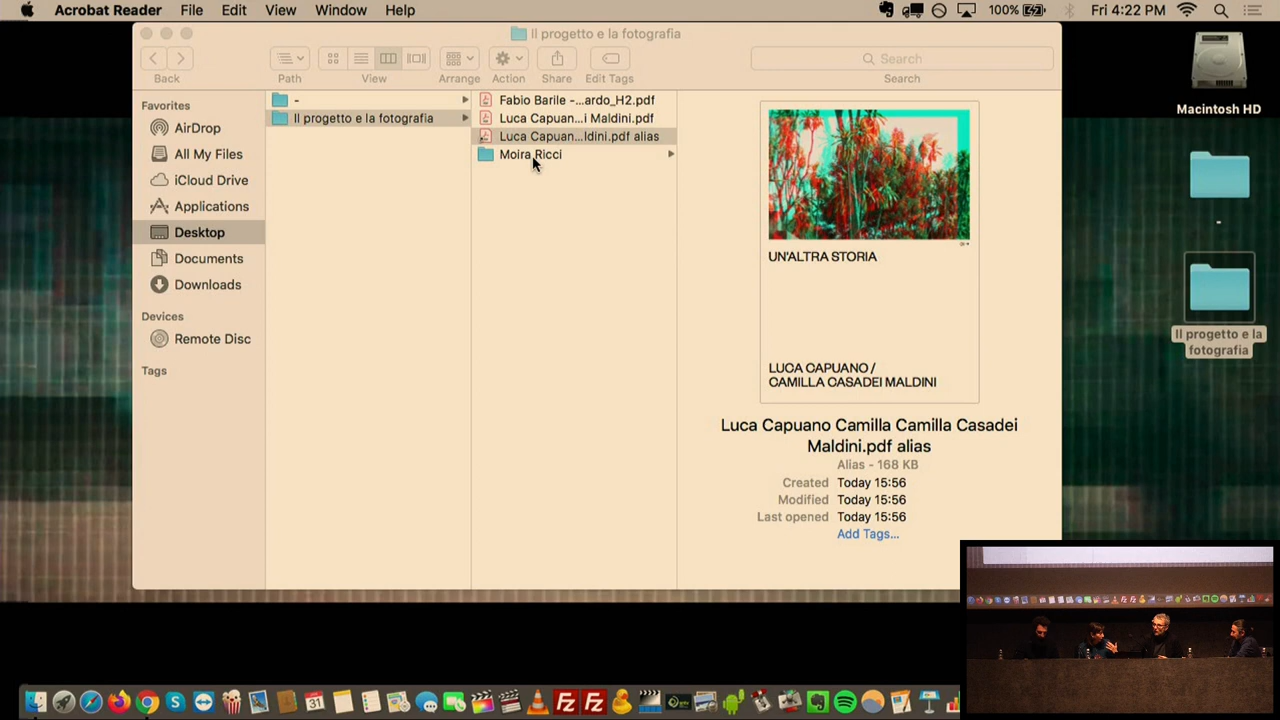 Acrobat Reader File Edit View Window Help 100% Fri 4:22 PM
Il progetto e la fotografia
Back Path View Arrange Action Share Edit Tags Search
Search
Favorites
AirDrop
All My Files
iCloud Drive
Applications
Desktop
Documents
Downloads
Devices
Remote Disc
Tags
-
Il progetto e la fotografia
Fabio Barile -...ardo_H2.pdf
Luca Capuan...i Maldini.pdf
Luca Capuan...ldini.pdf alias
Moira Ricci
UN'ALTRA STORIA
LUCA CAPUANO /
CAMILLA CASADEI MALDINI
Luca Capuano Camilla Camilla Casadei
Maldini.pdf alias
Alias - 168 KB
Created Today 15:56
Modified Today 15:56
Last opened Today 15:56
Add Tags...
Macintosh HD
-
Il progetto e la
fotografia
31